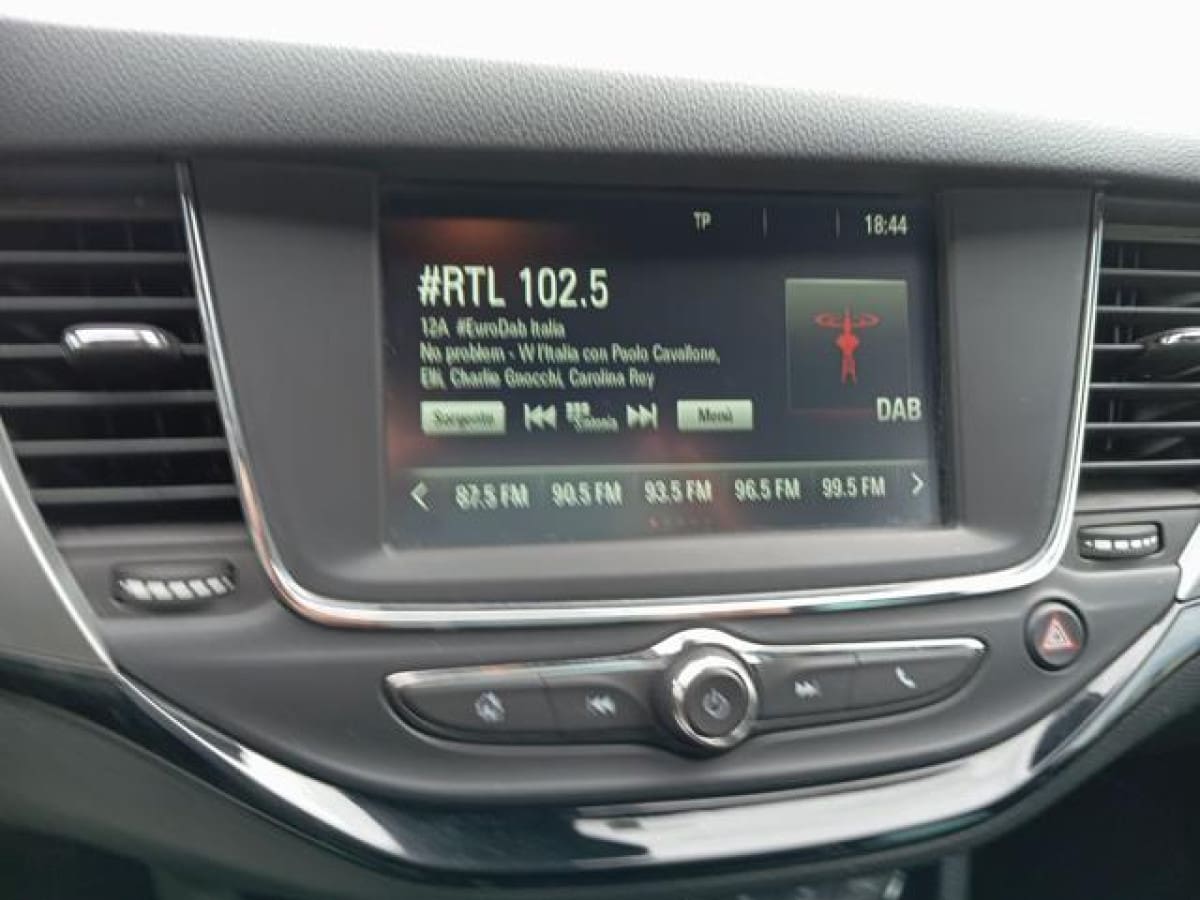 TP 18:44
#RTL 102.5
12A #EuroDab Italia
No problem - W l'Italia con Paolo Cavallone,
Elli, Charlie Gnocchi, Carolina Rey
Sorgente Sintonia Menù
DAB
87.5 FM 90.5 FM 93.5 FM 96.5 FM 99.5 FM